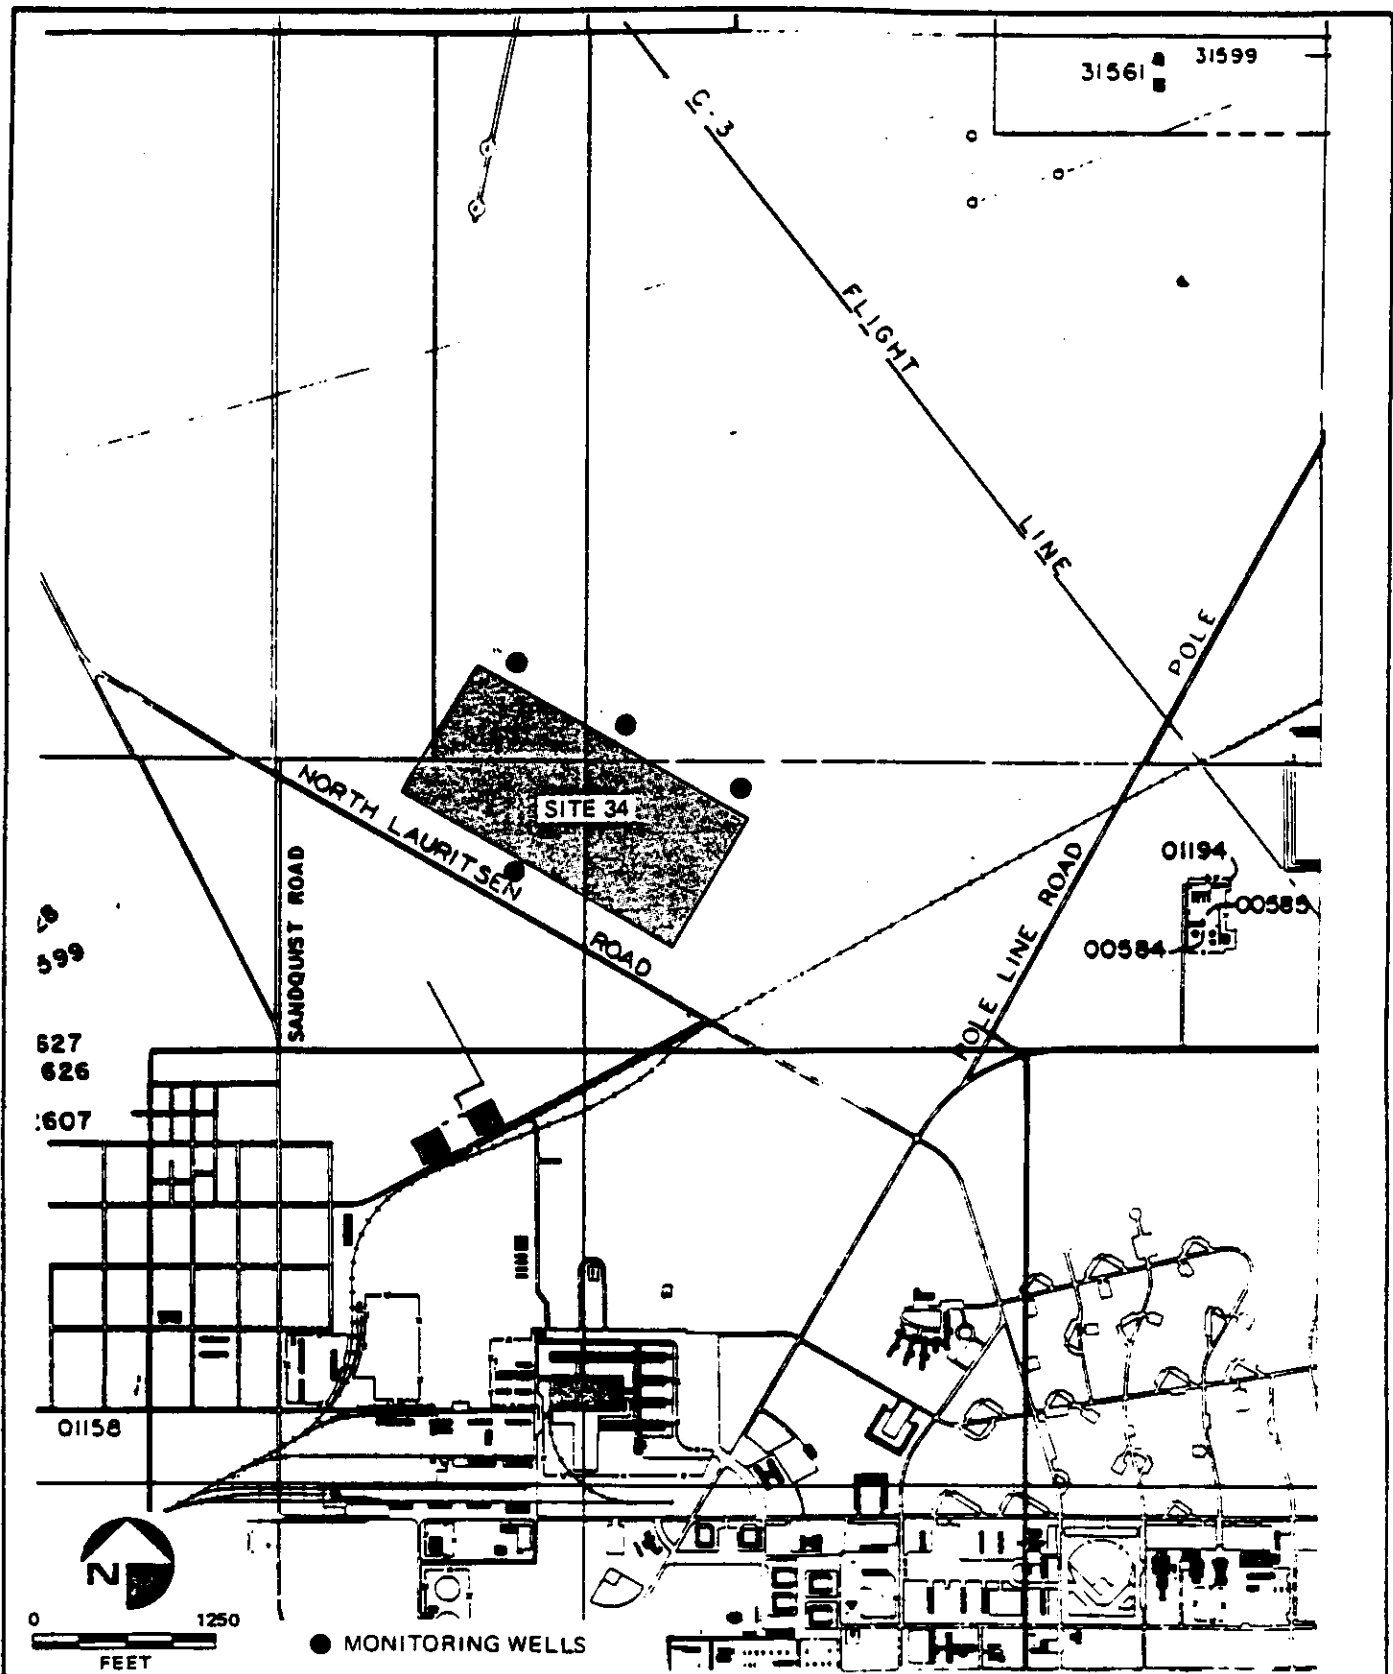 31561
31599
C-3
FLIGHT
LINE
POLE
SITE 34
NORTH LAURITSEN
ROAD
SANDQUIST ROAD
POLE LINE ROAD
01194
00585
00584
599
627
626
607
01158
N
0 1250
FEET
MONITORING WELLS